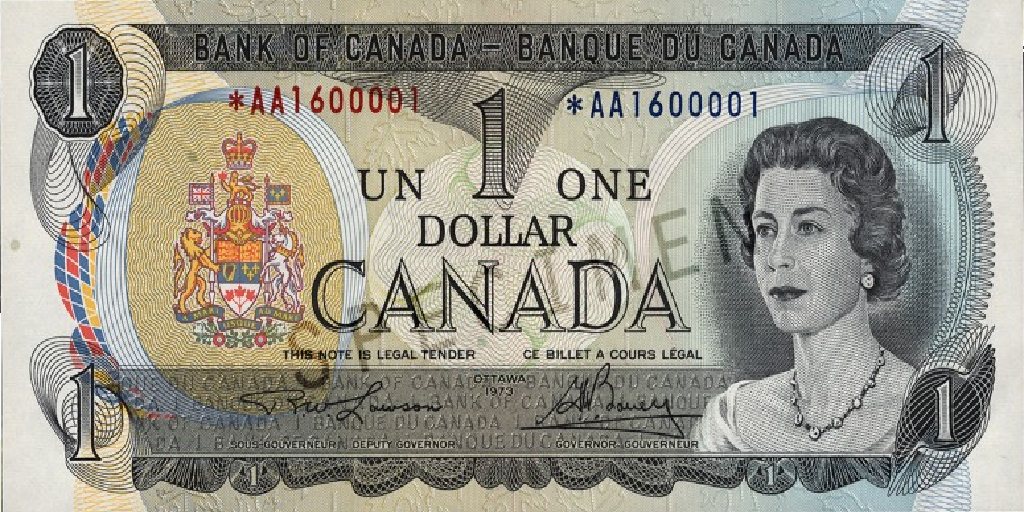 BANK OF CANADA – BANQUE DU CANADA
1
1
*AA1600001
*AA1600001
1
UN
ONE
DOLLAR
CANADA
SPECIMEN
THIS NOTE IS LEGAL TENDER
CE BILLET A COURS LÉGAL
OTTAWA
1973
SOUS-GOUVERNEUR DEPUTY GOVERNOR
GOVERNOR-GOUVERNEUR
1
1
1
1